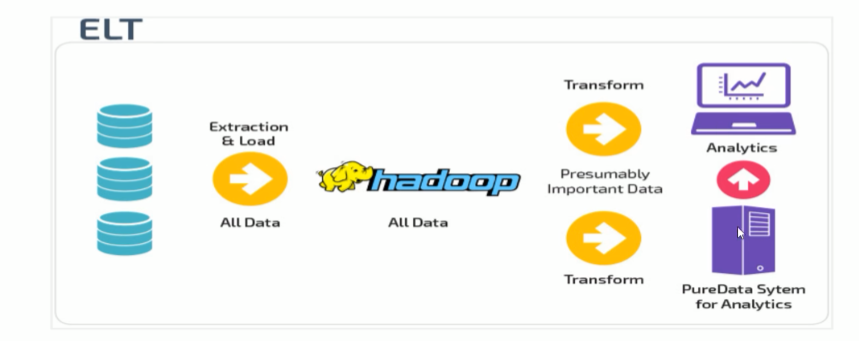 ELT
Extraction
& Load
All Data
hadoop
All Data
Transform
Presumably
Important Data
Transform
Analytics
PureData Sytem
for Analytics